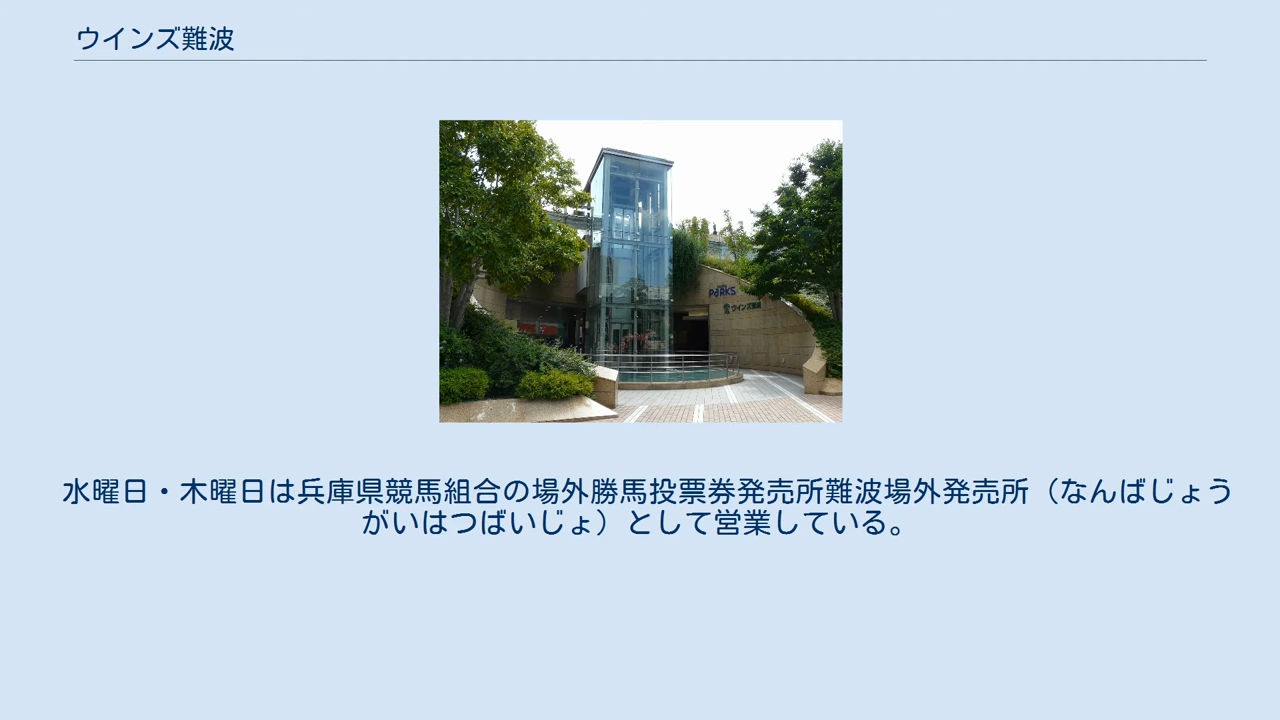 ウインズ難波
PARKS
ウインズ難波
水曜日・木曜日は兵庫県競馬組合の場外勝馬投票券発売所難波場外発売所（なんばじょう
がいはつばいじょ）として営業している。